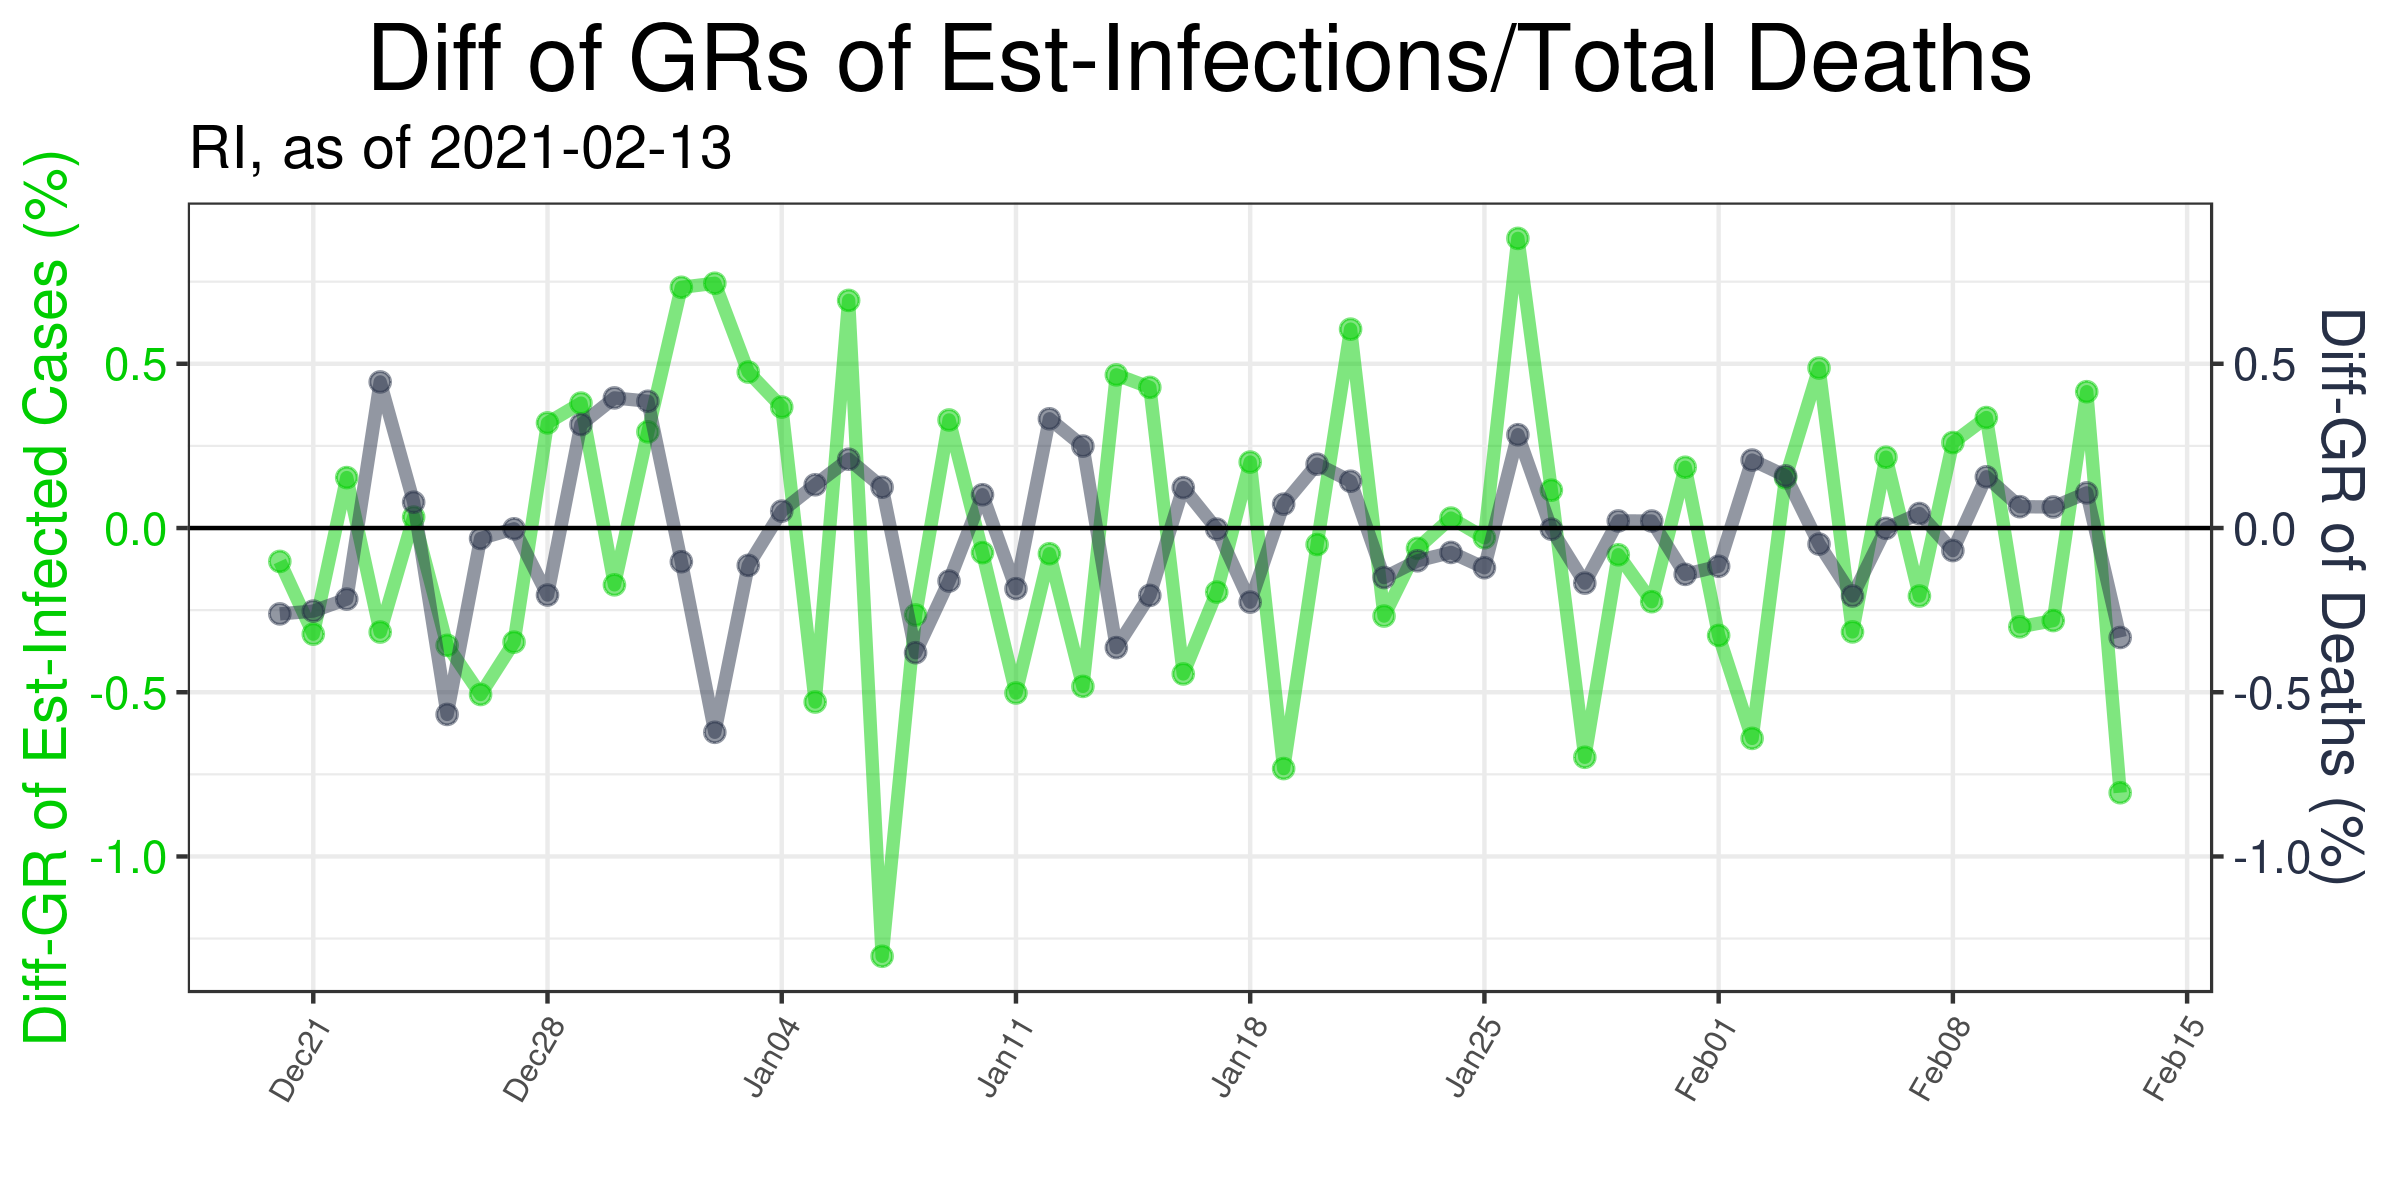 Diff of GRs of Est-Infections/Total Deaths
RI, as of 2021-02-13
Diff-GR of Est-Infected Cases (%)
0.5
0.0
-0.5
-1.0
0.5
0.0
-0.5
-1.0
Diff-GR of Deaths (%)
Dec21
Dec28
Jan04
Jan11
Jan18
Jan25
Feb01
Feb08
Feb15